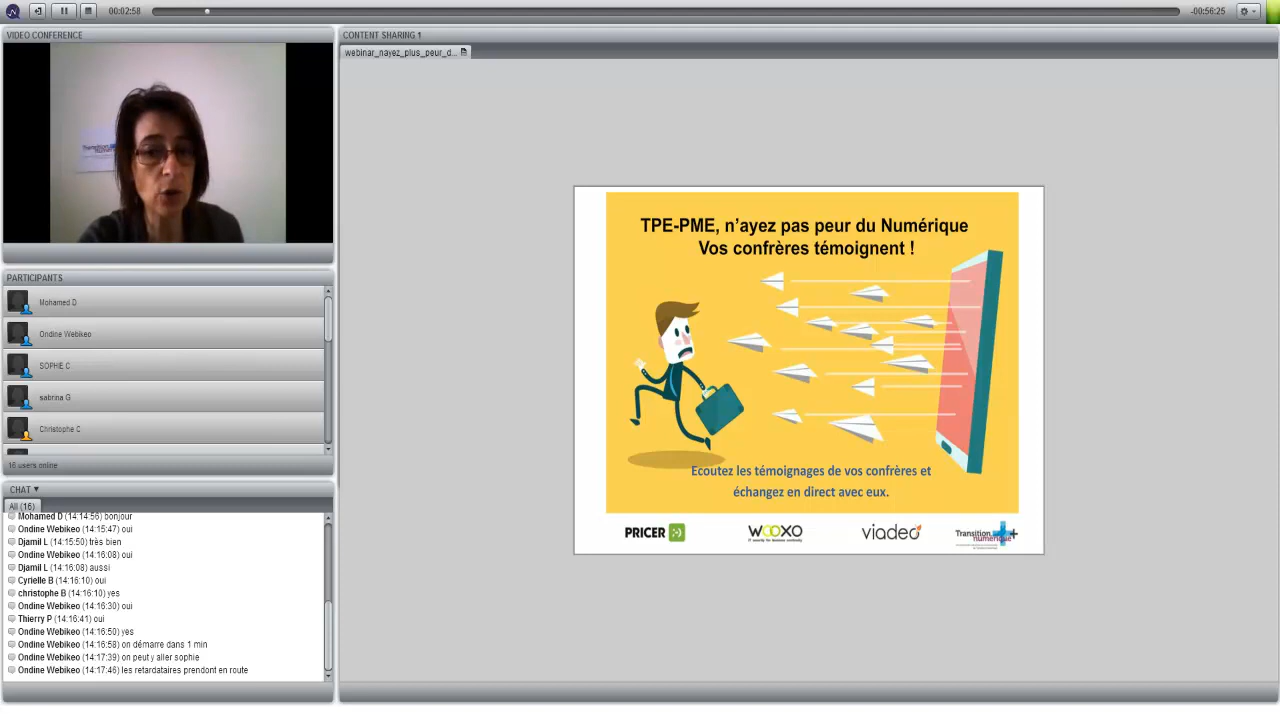 00:02:58
-00:56:25
VIDEO CONFERENCE
Transition
PARTICIPANTS
Mohamed D
Ondine Webikeo
SOPHIE C
sabrina G
Christophe C
16 users online
CHAT
All (16)
Mohamed D (14:14:56) bonjour
Ondine Webikeo (14:15:47) oui
Djamil L (14:15:50) très bien
Ondine Webikeo (14:16:08) oui
Djamil L (14:16:08) aussi
Cyrielle B (14:16:10) oui
christophe B (14:16:10) yes
Ondine Webikeo (14:16:30) oui
Thierry P (14:16:41) oui
Ondine Webikeo (14:16:50) yes
Ondine Webikeo (14:16:58) on démarre dans 1 min
Ondine Webikeo (14:17:39) on peut y aller sophie
Ondine Webikeo (14:17:46) les retardataires prendont en route
CONTENT SHARING 1
webinar_nayez_plus_peur_d...
TPE-PME, n'ayez pas peur du Numérique
Vos confrères témoignent !
Ecoutez les témoignages de vos confrères et
échangez en direct avec eux.
PRICER
WOOXO
IT security for business continuity
viadeo
Transition
numérique